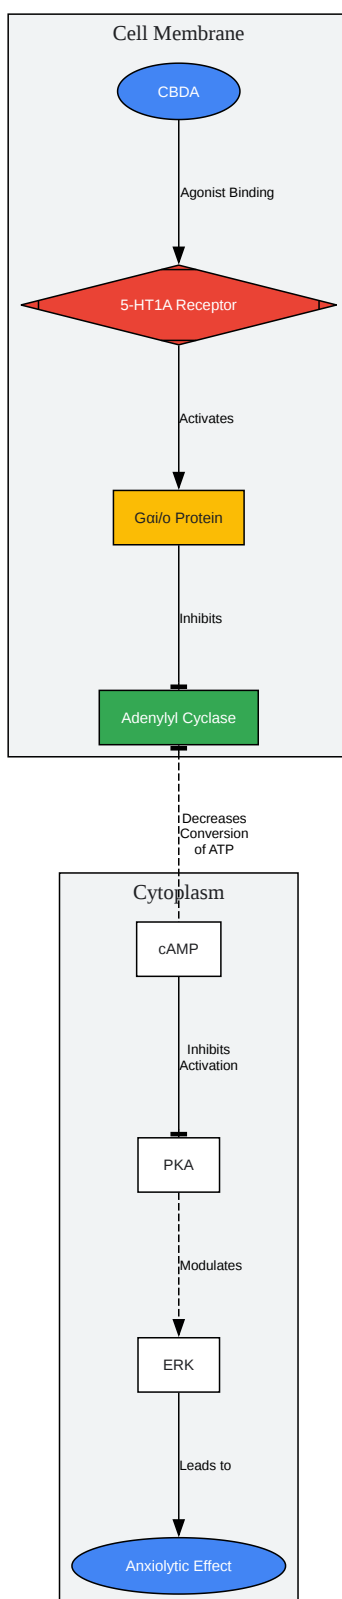 Cell Membrane
CBDA
Agonist Binding
5-HT1A Receptor
Activates
Gαi/o Protein
Inhibits
Adenylyl Cyclase
Decreases
Conversion
of ATP
Cytoplasm
cAMP
Inhibits
Activation
PKA
Modulates
ERK
Leads to
Anxiolytic Effect